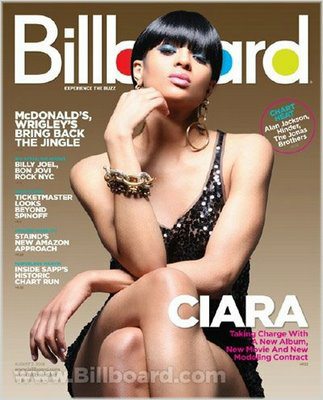 Billboard
EXPERIENCE THE BUZZ
McDONALD'S,
WRIGLEY'S
BRING BACK
THE JINGLE
BILLY JOEL,
BON JOVI
ROCK NYC
TICKETMASTER
LOOKS
BEYOND
SPINOFF
STAIND'S
NEW AMAZON
APPROACH
INSIDE SAPP'S
HISTORIC
CHART RUN
CHART
HEAT
Alan Jackson,
Hinder,
The Jonas
Brothers
CIARA
Taking Charge With
A New Album,
New Movie And New
Modeling Contract
www.Billboard.com